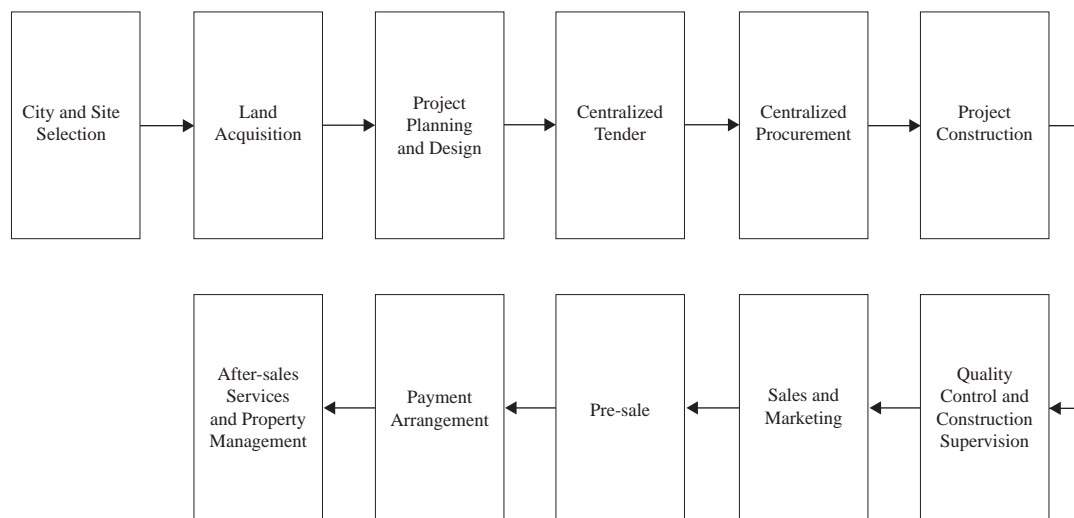 City and Site
Selection
Land
Acquisition
Project
Planning
and Design
Centralized
Tender
Centralized
Procurement
Project
Construction
Quality
Control and
Construction
Supervision
Sales and
Marketing
Pre-sale
Payment
Arrangement
After-sales
Services
and Property
Management